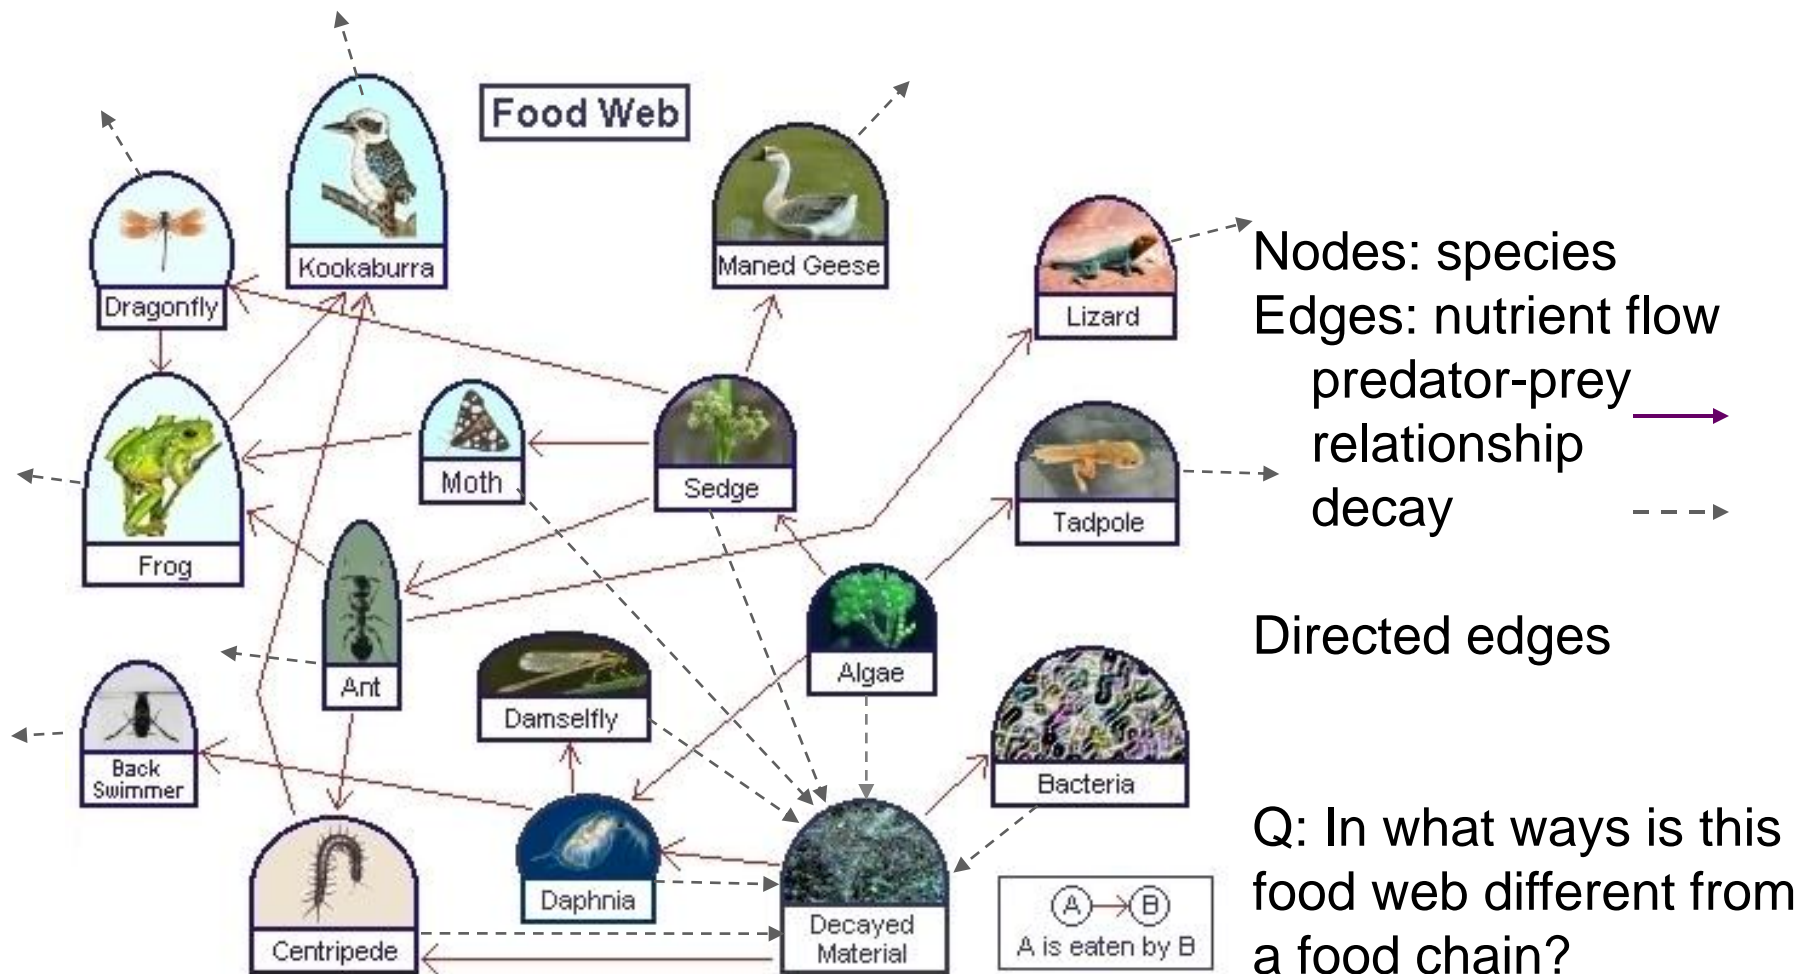 Food Web
Kookaburra
Maned Geese
Dragonfly
Lizard
Moth
Sedge
Tadpole
Frog
Ant
Damselfly
Algae
Bacteria
Back
Swimmer
Centripede
Daphnia
Decayed
Material
A B
A is eaten by B
Nodes: species
Edges: nutrient flow
predator-prey
relationship
decay
Directed edges
Q: In what ways is this
food web different from
a food chain?